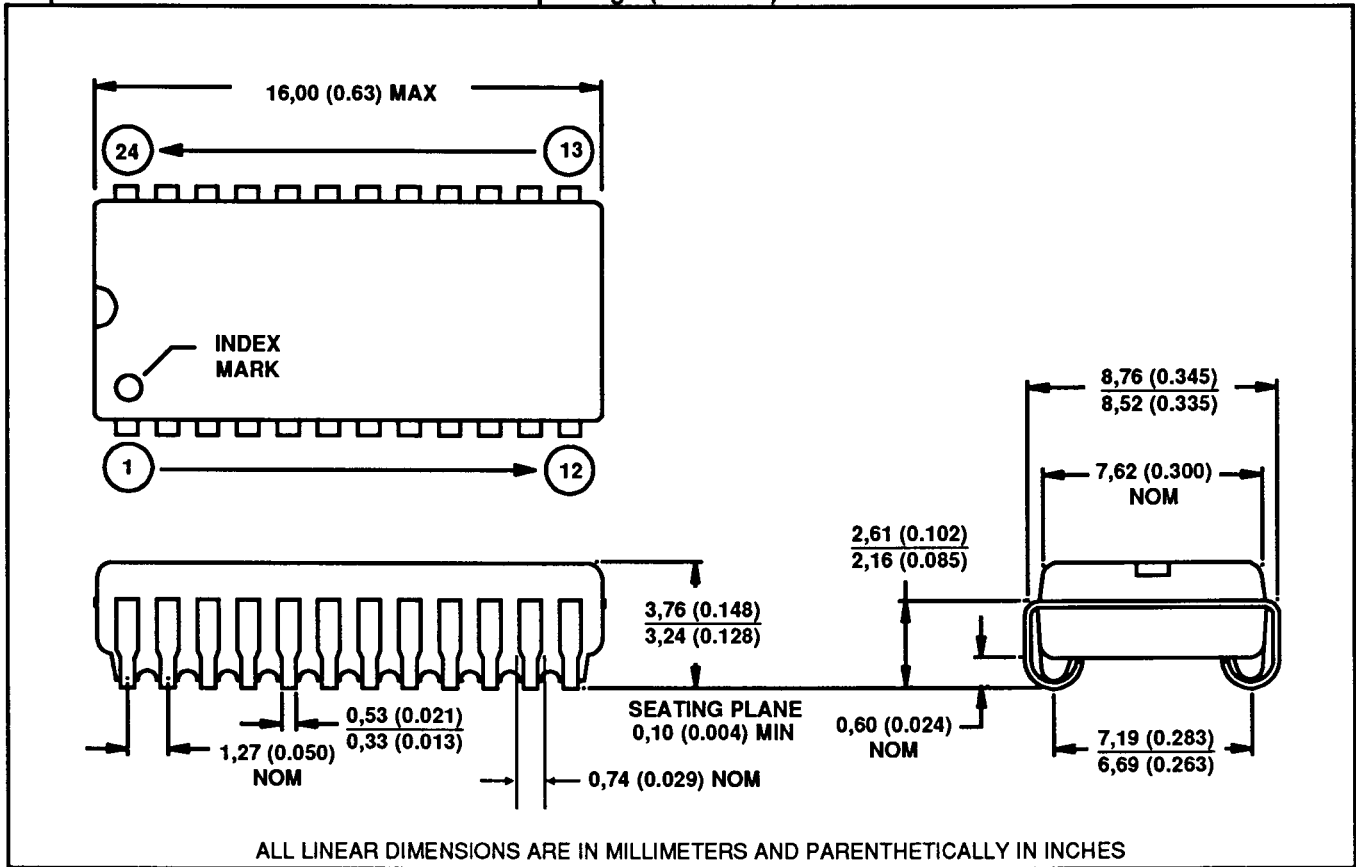 16,00 (0.63) MAX
24
13
INDEX
MARK
1
12
8,76 (0.345)
8,52 (0.335)
7,62 (0.300)
NOM
2,61 (0.102)
2,16 (0.085)
3,76 (0.148)
3,24 (0.128)
SEATING PLANE
0,10 (0.004) MIN
0,53 (0.021)
0,33 (0.013)
1,27 (0.050)
NOM
0,74 (0.029) NOM
0,60 (0.024)
NOM
7,19 (0.283)
6,69 (0.263)
ALL LINEAR DIMENSIONS ARE IN MILLIMETERS AND PARENTHETICALLY IN INCHES